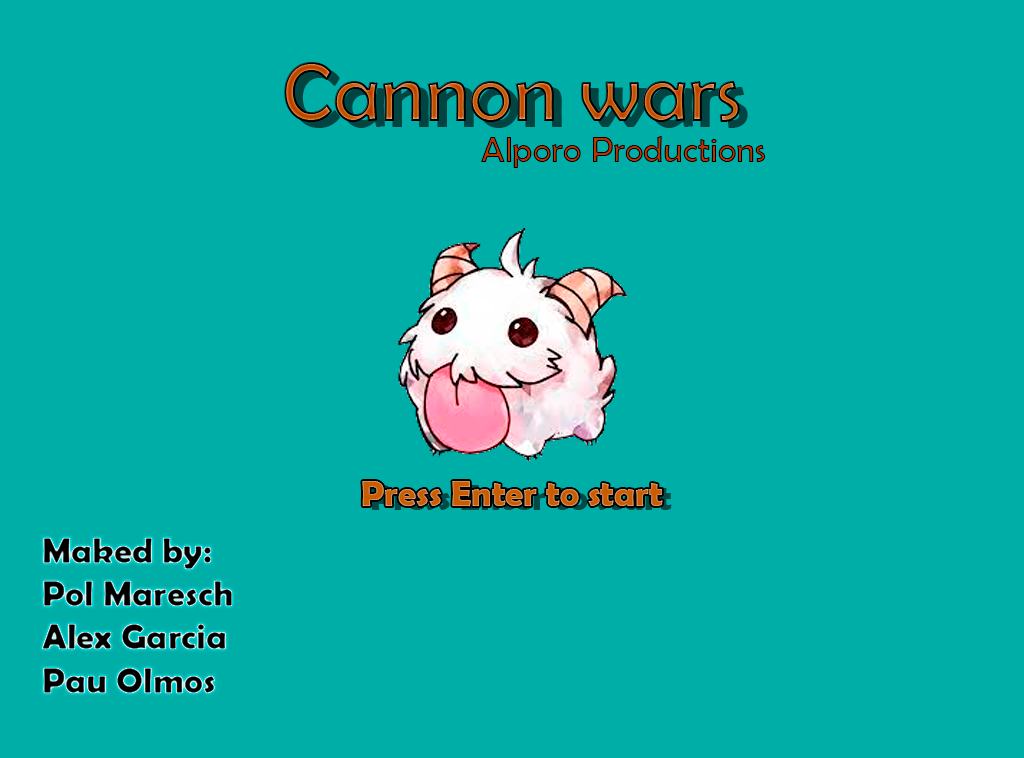 Cannon wars
Alporo Productions
Press Enter to start
Maked by:
Pol Maresch
Alex Garcia
Pau Olmos